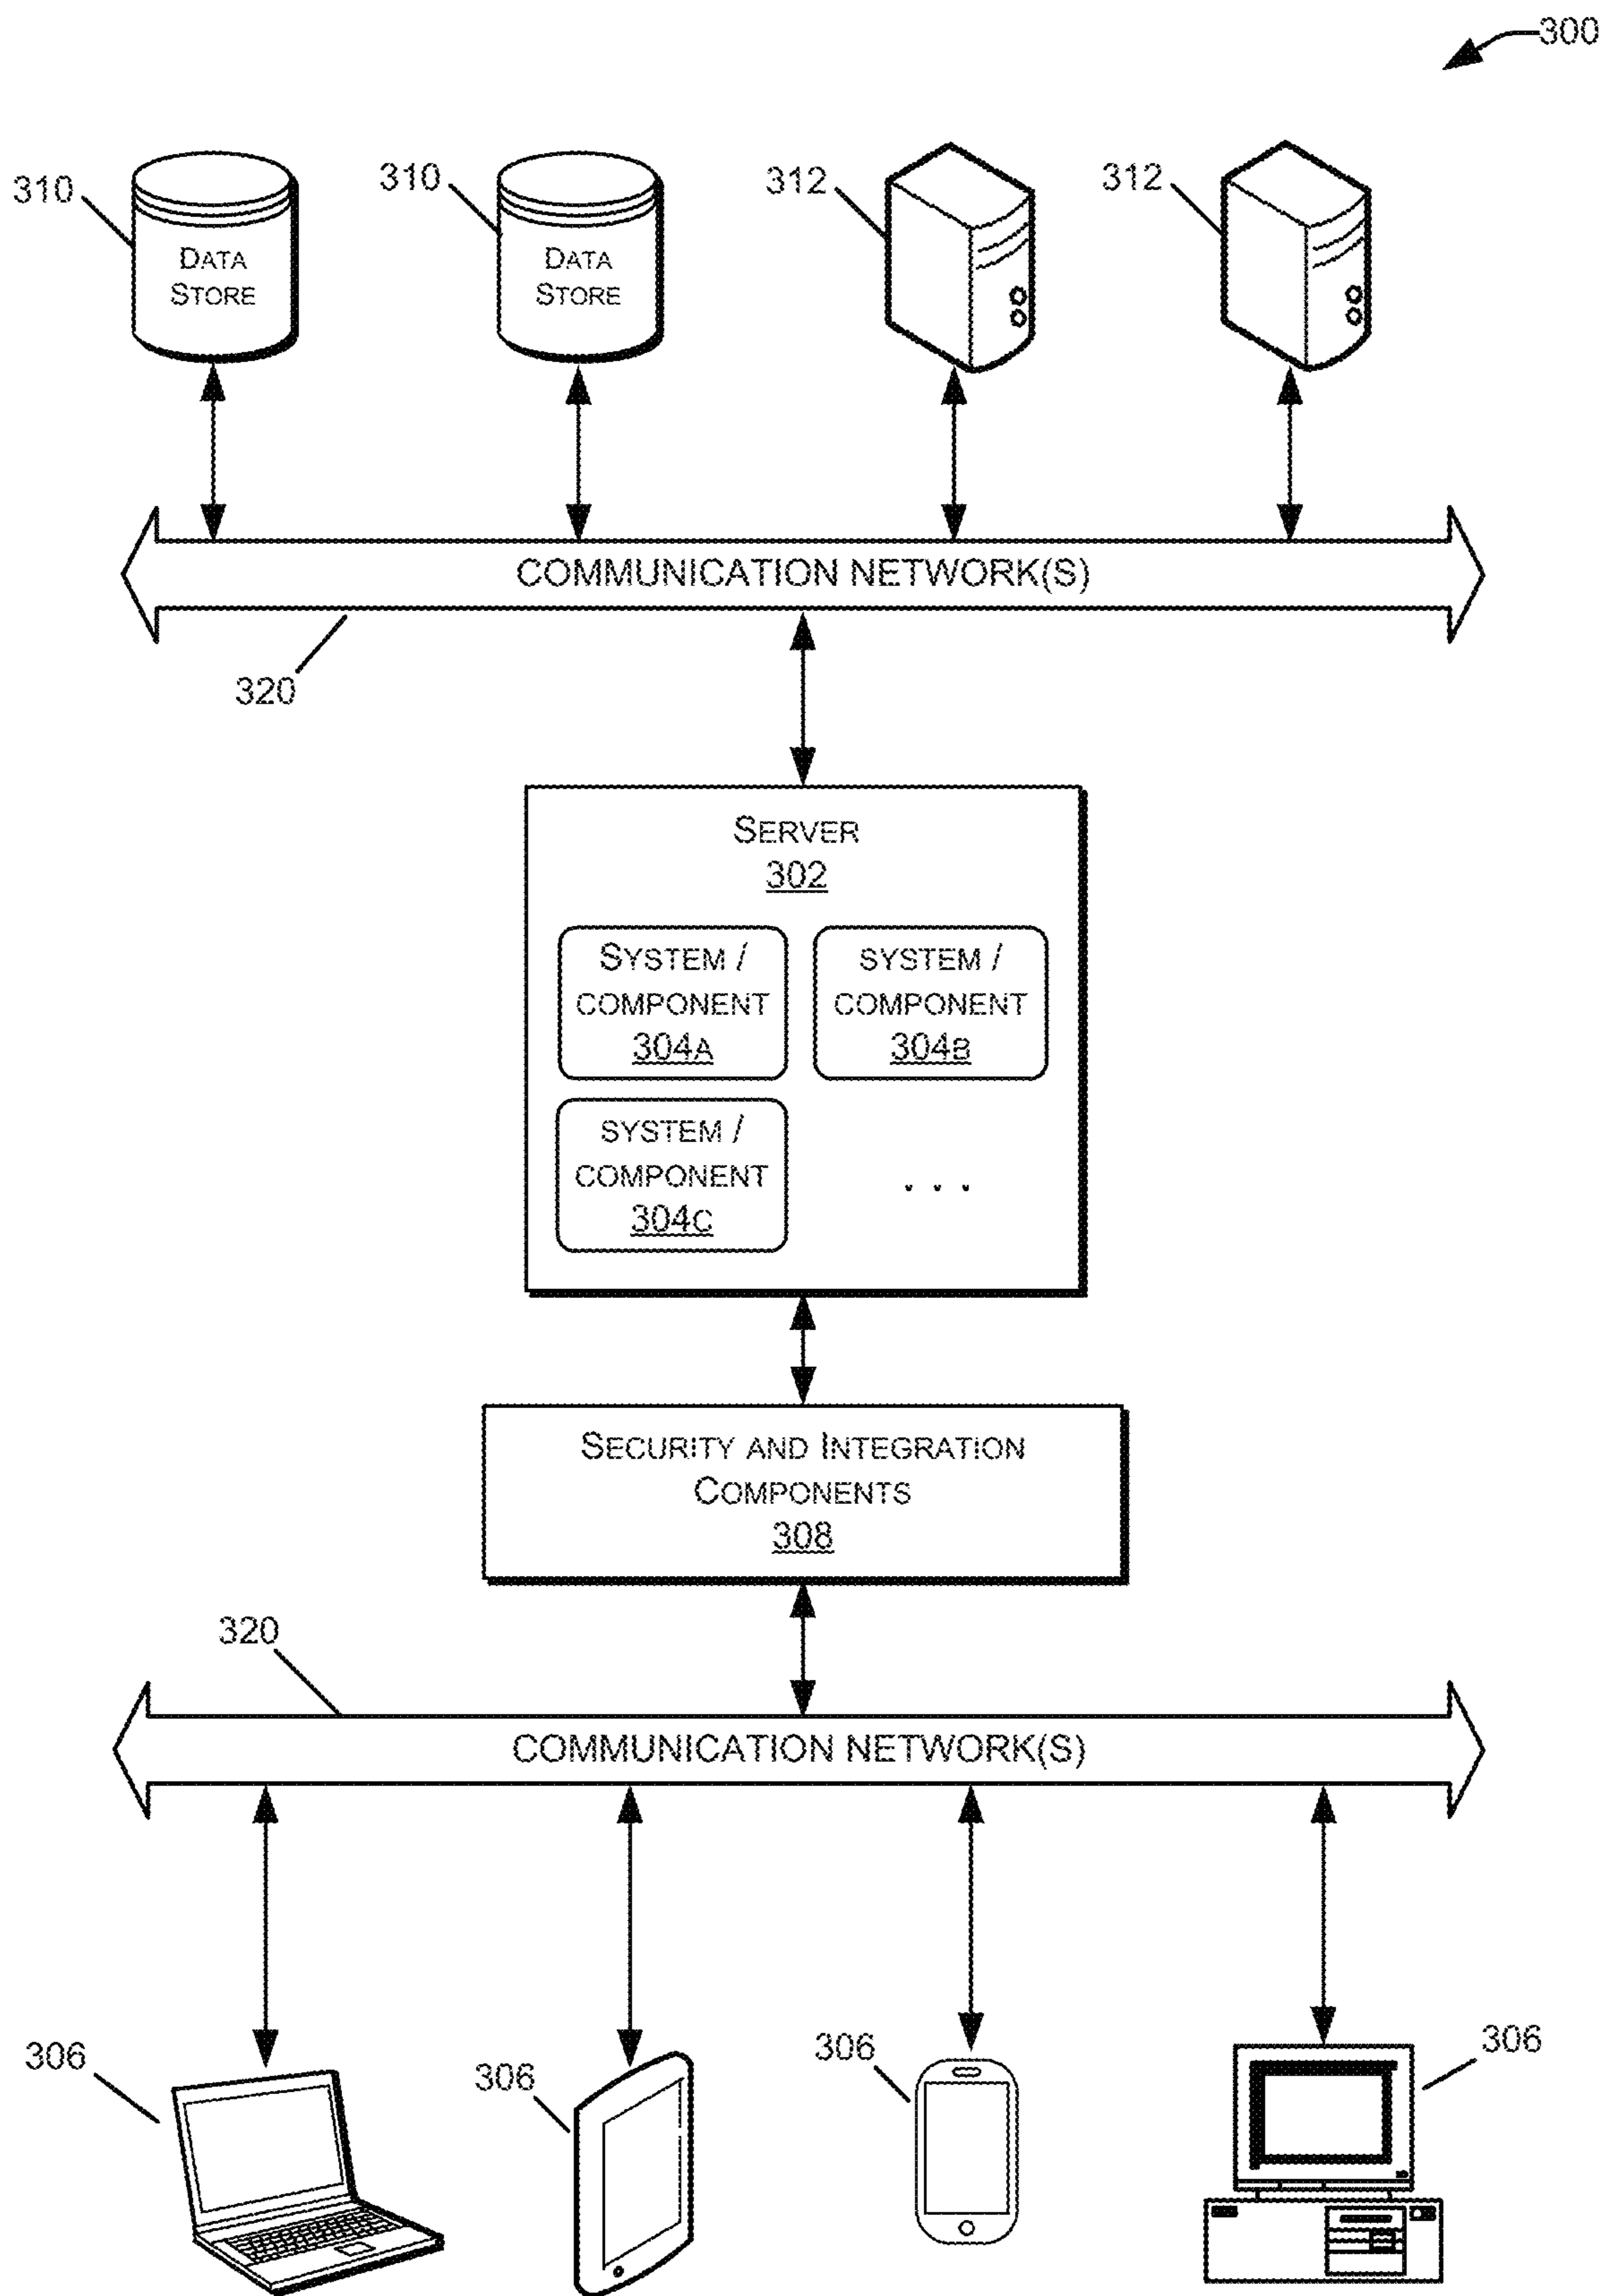 300
310
310
312
312
DATA
STORE
DATA
STORE
COMMUNICATION NETWORK(S)
320
SERVER
302
SYSTEM /
COMPONENT
304A
SYSTEM /
COMPONENT
304B
SYSTEM /
COMPONENT
304C
. . .
SECURITY AND INTEGRATION
COMPONENTS
308
320
COMMUNICATION NETWORK(S)
306
306
306
306